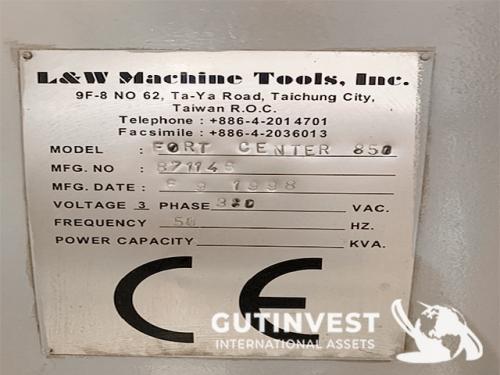 L&W Machine Tools, Inc.
9F-8 NO 62, Ta-Ya Road, Taichung City,
Taiwan R.O.C.
Telephone : +886-4-2014701
Facsimile : +886-4-2036013
MODEL : FORT CENTER 850
MFG. NO : 871146
MFG. DATE : 1998
VOLTAGE 3 PHASE 380 VAC.
FREQUENCY 50 HZ.
POWER CAPACITY KVA.
CE
GUTINVEST
INTERNATIONAL ASSETS